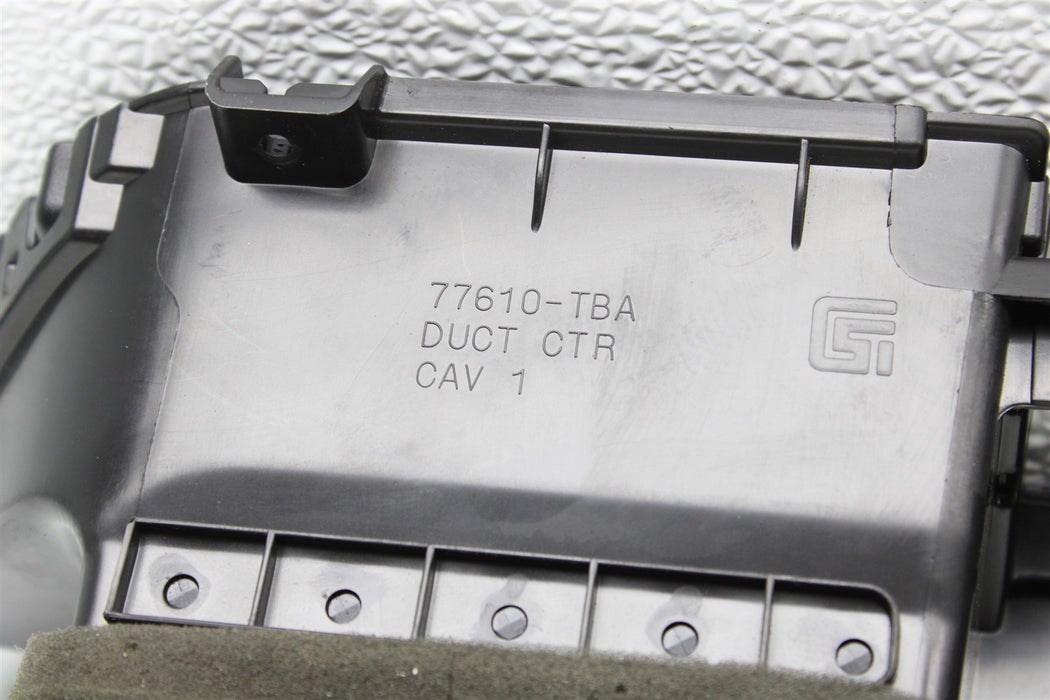 77610-TBA
DUCT CTR
CAV 1